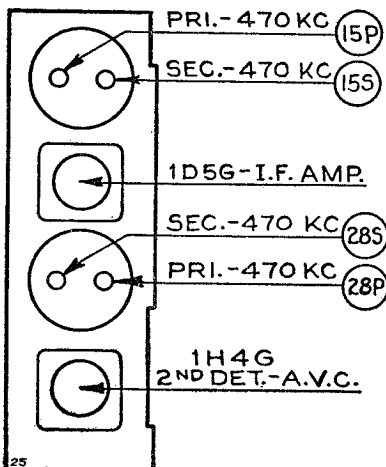 PRI.-470 KC 15P
SEC.-470 KC 15S
1D5G-I.F. AMP.
SEC.-470 KC 28S
PRI.-470 KC 28P
1H4G
2ND DET.-A.V.C.
25